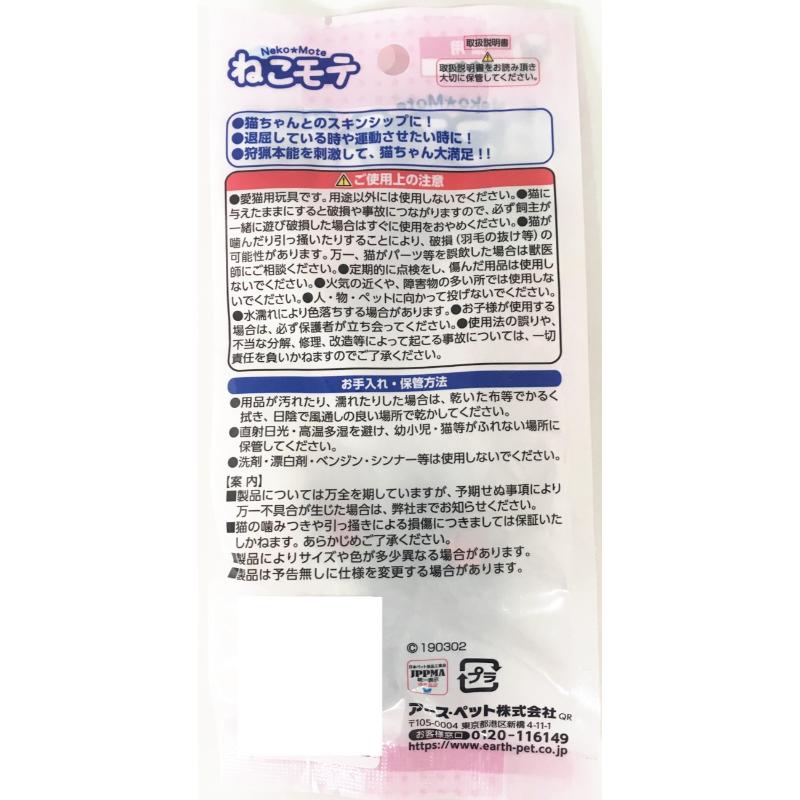 Neko★Mote
ねこモテ
取扱説明書
取扱説明書をお読み頂き
大切に保管してください。
●猫ちゃんとのスキンシップに!
●退屈している時や運動させたい時に!
●狩猟本能を刺激して、猫ちゃん大満足!!
ご使用上の注意
●愛猫用玩具です。用途以外には使用しないでください。●猫に
与えたままにすると破損や事故につながりますので、必ず飼主が
一緒に遊び破損した場合はすぐに使用をおやめください。●猫が
噛んだり引っ掻いたりすることにより、破損(羽毛の抜け等)の
可能性があります。万一、猫がパーツ等を誤飲した場合は獣医
師にご相談ください。●定期的に点検をし、傷んだ用品は使用し
ないでください。●火気の近くや、障害物の多い所では使用しな
いでください。●人・物・ペットに向かって投げないでください。
●水濡れにより色落ちする場合があります。●お子様が使用する
場合は、必ず保護者が立ち会ってください。●使用法の誤りや、
不当な分解、修理、改造等によって起こる事故については、一切
責任を負いかねますのでご了承ください。
お手入れ・保管方法
●用品が汚れたり、濡れたりした場合は、乾いた布等でかるく
拭き、日陰で風通しの良い場所で乾かしてください。
●直射日光・高温多湿を避け、幼小児・猫等がふれない場所に
保管してください。
●洗剤・漂白剤・ベンジン・シンナー等は使用しないでください。
【案内】
■製品については万全を期していますが、予期せぬ事項により
万一不具合が生じた場合は、弊社までお知らせください。
■猫の噛みつきや引っ掻きによる損傷につきましては保証いた
しかねます。あらかじめご了承ください。
■製品によりサイズや色が多少異なる場合があります。
■製品は予告無しに仕様を変更する場合があります。
© 190302
JPPMA
プラ
アース・ペット株式会社 QR
〒105-0004 東京都港区新橋 4-11-1
お客様窓口 0120-116149
https://www.earth-pet.co.jp